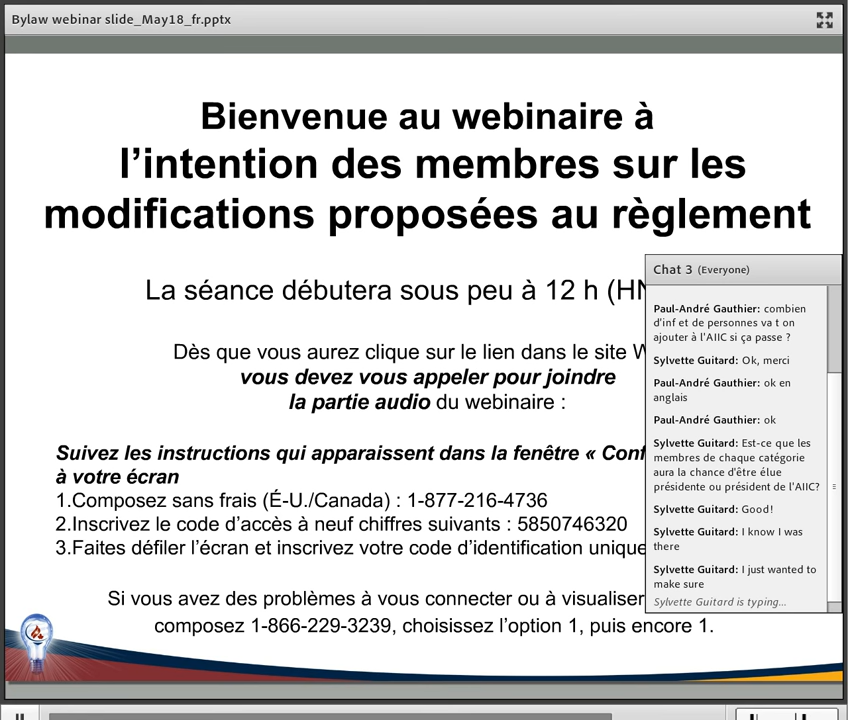 Bylaw webinar slide_May18_fr.pptx
Bienvenue au webinaire à
l'intention des membres sur les
modifications proposées au règlement
La séance débutera sous peu à 12 h
Dès que vous aurez clique sur le lien dans le site
vous devez vous appeler pour joindre
la partie audio du webinaire :
Suivez les instructions qui apparaissent dans la fenêtre «
à votre écran
1.Composez sans frais (É-U./Canada) : 1-877-216-4736
2.Inscrivez le code d'accès à neuf chiffres suivants : 5850746320
3.Faites défiler l'écran et inscrivez votre code d'identification unique
Si vous avez des problèmes à vous connecter ou à visualiser
composez 1-866-229-3239, choisissez l'option 1, puis encore 1.
Chat 3 (Everyone)
Paul-André Gauthier: combien
d'inf et de personnes va t on
ajouter à l'AIIC si ça passe ?
Sylvette Guitard: Ok, merci
Paul-André Gauthier: ok en
anglais
Paul-André Gauthier: ok
Sylvette Guitard: Est-ce que les
membres de chaque catégorie
aura la chance d'être élue
présidente ou président de l'AIIC?
Sylvette Guitard: Good!
Sylvette Guitard: I know I was
there
Sylvette Guitard: I just wanted to
make sure
Sylvette Guitard is typing...